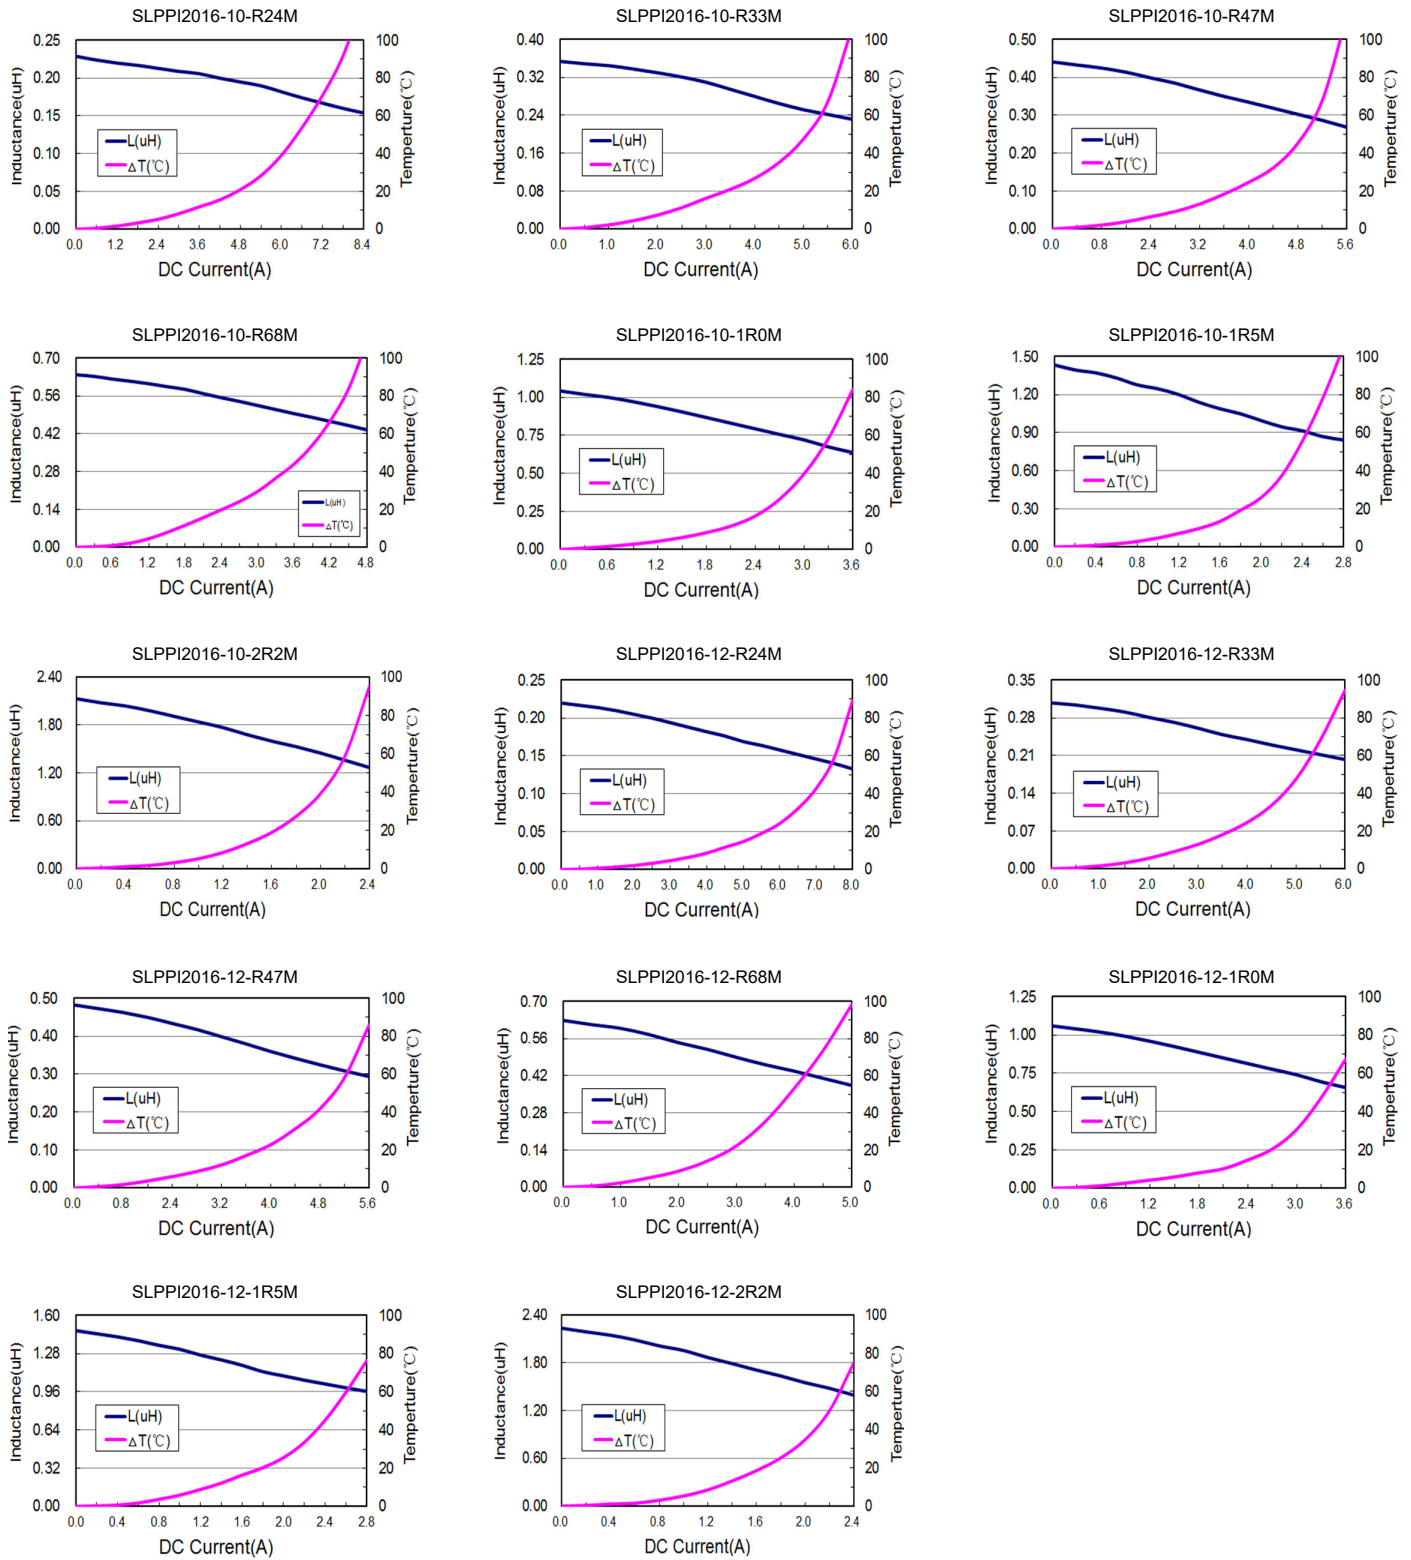 SLPPI2016-10-R24M
0.25
0.20
0.15
0.10
0.05
0.00
Inductance(uH)
L(uH)
△T(℃)
100
80
60
40
20
0
Temperture(℃)
0.0 1.2 2.4 3.6 4.8 6.0 7.2 8.4
DC Current(A)
SLPPI2016-10-R33M
0.40
0.32
0.24
0.16
0.08
0.00
Inductance(uH)
L(uH)
△T(℃)
100
80
60
40
20
0
Temperture(℃)
0.0 1.0 2.0 3.0 4.0 5.0 6.0
DC Current(A)
SLPPI2016-10-R47M
0.50
0.40
0.30
0.20
0.10
0.00
Inductance(uH)
L(uH)
△T(℃)
100
80
60
40
20
0
Temperture(℃)
0.0 0.8 2.4 3.2 4.0 4.8 5.6
DC Current(A)
SLPPI2016-10-R68M
0.70
0.56
0.42
0.28
0.14
0.00
Inductance(uH)
L(uH)
△T(℃)
100
80
60
40
20
0
Temperture(℃)
0.0 0.6 1.2 1.8 2.4 3.0 3.6 4.2 4.8
DC Current(A)
SLPPI2016-10-1R0M
1.25
1.00
0.75
0.50
0.25
0.00
Inductance(uH)
L(uH)
△T(℃)
100
80
60
40
20
0
Temperture(℃)
0.0 0.6 1.2 1.8 2.4 3.0 3.6
DC Current(A)
SLPPI2016-10-1R5M
1.50
1.20
0.90
0.60
0.30
0.00
Inductance(uH)
L(uH)
△T(℃)
100
80
60
40
20
0
Temperture(℃)
0.0 0.4 0.8 1.2 1.6 2.0 2.4 2.8
DC Current(A)
SLPPI2016-10-2R2M
2.40
1.80
1.20
0.60
0.00
Inductance(uH)
L(uH)
△T(℃)
100
80
60
40
20
0
Temperture(℃)
0.0 0.4 0.8 1.2 1.6 2.0 2.4
DC Current(A)
SLPPI2016-12-R24M
0.25
0.20
0.15
0.10
0.05
0.00
Inductance(uH)
L(uH)
△T(℃)
100
80
60
40
20
0
Temperture(℃)
0.0 1.0 2.0 3.0 4.0 5.0 6.0 7.0 8.0
DC Current(A)
SLPPI2016-12-R33M
0.35
0.28
0.21
0.14
0.07
0.00
Inductance(uH)
L(uH)
△T(℃)
100
80
60
40
20
0
Temperture(℃)
0.0 1.0 2.0 3.0 4.0 5.0 6.0
DC Current(A)
SLPPI2016-12-R47M
0.50
0.40
0.30
0.20
0.10
0.00
Inductance(uH)
L(uH)
△T(℃)
100
80
60
40
20
0
Temperture(℃)
0.0 0.8 2.4 3.2 4.0 4.8 5.6
DC Current(A)
SLPPI2016-12-R68M
0.70
0.56
0.42
0.28
0.14
0.00
Inductance(uH)
L(uH)
△T(℃)
100
80
60
40
20
0
Temperture(℃)
0.0 1.0 2.0 3.0 4.0 5.0
DC Current(A)
SLPPI2016-12-1R0M
1.25
1.00
0.75
0.50
0.25
0.00
Inductance(uH)
L(uH)
△T(℃)
100
80
60
40
20
0
Temperture(℃)
0.0 0.6 1.2 1.8 2.4 3.0 3.6
DC Current(A)
SLPPI2016-12-1R5M
1.60
1.28
0.96
0.64
0.32
0.00
Inductance(uH)
L(uH)
△T(℃)
100
80
60
40
20
0
Temperture(℃)
0.0 0.4 0.8 1.2 1.6 2.0 2.4 2.8
DC Current(A)
SLPPI2016-12-2R2M
2.40
1.80
1.20
0.60
0.00
Inductance(uH)
L(uH)
△T(℃)
100
80
60
40
20
0
Temperture(℃)
0.0 0.4 0.8 1.2 1.6 2.0 2.4
DC Current(A)